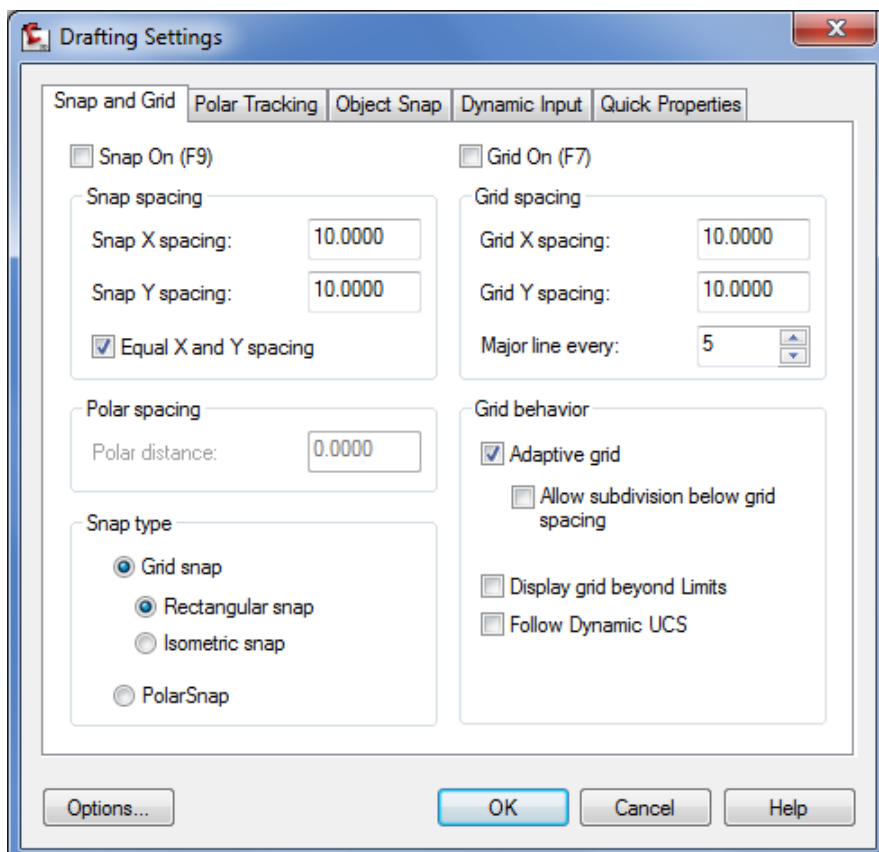 Drafting Settings
Snap and Grid
Polar Tracking
Object Snap
Dynamic Input
Quick Properties
Snap On (F9)
Snap spacing
Snap X spacing:
10.0000
Snap Y spacing:
10.0000
Equal X and Y spacing
Polar spacing
Polar distance:
0.0000
Snap type
Grid snap
Rectangular snap
Isometric snap
PolarSnap
Grid On (F7)
Grid spacing
Grid X spacing:
10.0000
Grid Y spacing:
10.0000
Major line every:
5
Grid behavior
Adaptive grid
Allow subdivision below grid
spacing
Display grid beyond Limits
Follow Dynamic UCS
Options...
OK
Cancel
Help